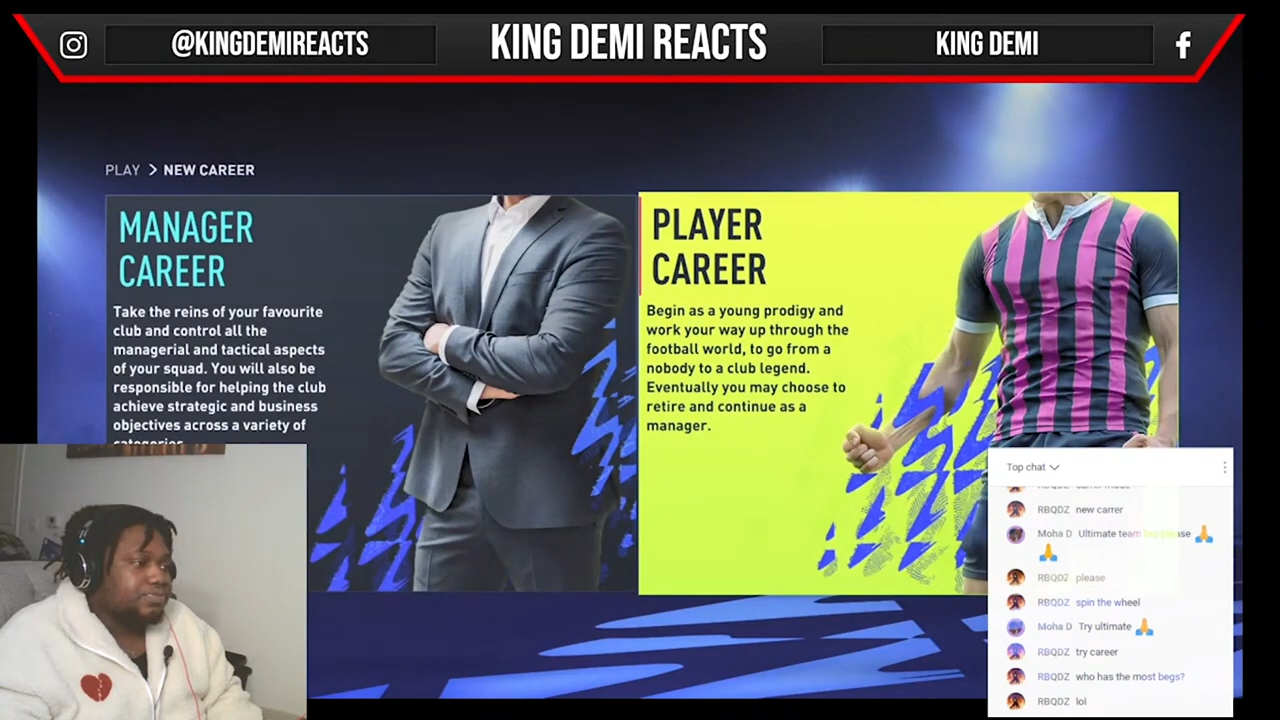 @KINGDEMIREACTS
KING DEMI REACTS
KING DEMI
PLAY > NEW CAREER
MANAGER
CAREER
Take the reins of your favourite
club and control all the
managerial and tactical aspects
of your squad. You will also be
responsible for helping the club
achieve strategic and business
objectives across a variety of
categories.
PLAYER
CAREER
Begin as a young prodigy and
work your way up through the
football world, to go from a
nobody to a club legend.
Eventually you may choose to
retire and continue as a
manager.
Top chat
RBQDZ new carrer
Moha D Ultimate team please 🙏
🙏
RBQDZ please
RBQDZ spin the wheel
Moha D Try ultimate 🙏
RBQDZ try career
RBQDZ who has the most begs?
RBQDZ lol